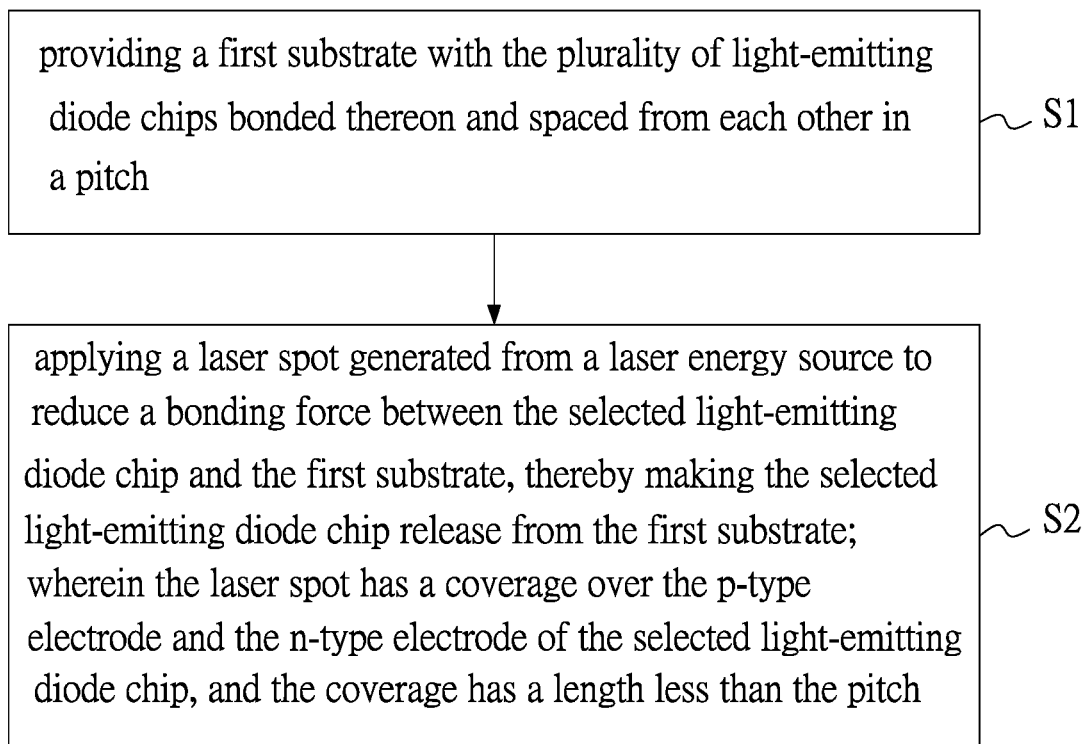 providing a first substrate with the plurality of light-emitting
diode chips bonded thereon and spaced from each other in
a pitch
S1
applying a laser spot generated from a laser energy source to
reduce a bonding force between the selected light-emitting
diode chip and the first substrate, thereby making the selected
light-emitting diode chip release from the first substrate;
wherein the laser spot has a coverage over the p-type
electrode and the n-type electrode of the selected light-emitting
diode chip, and the coverage has a length less than the pitch
S2